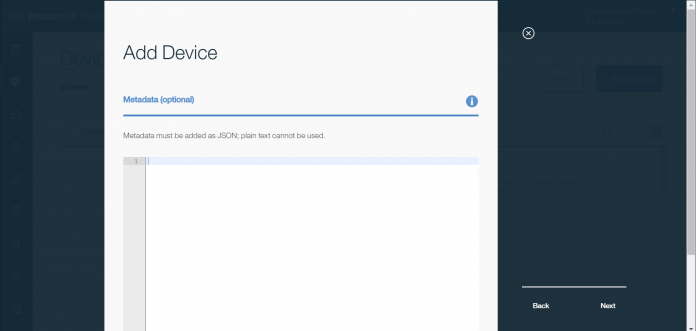 Add Device
Metadata (optional)
Metadata must be added as JSON; plain text cannot be used.
1
Back
Next